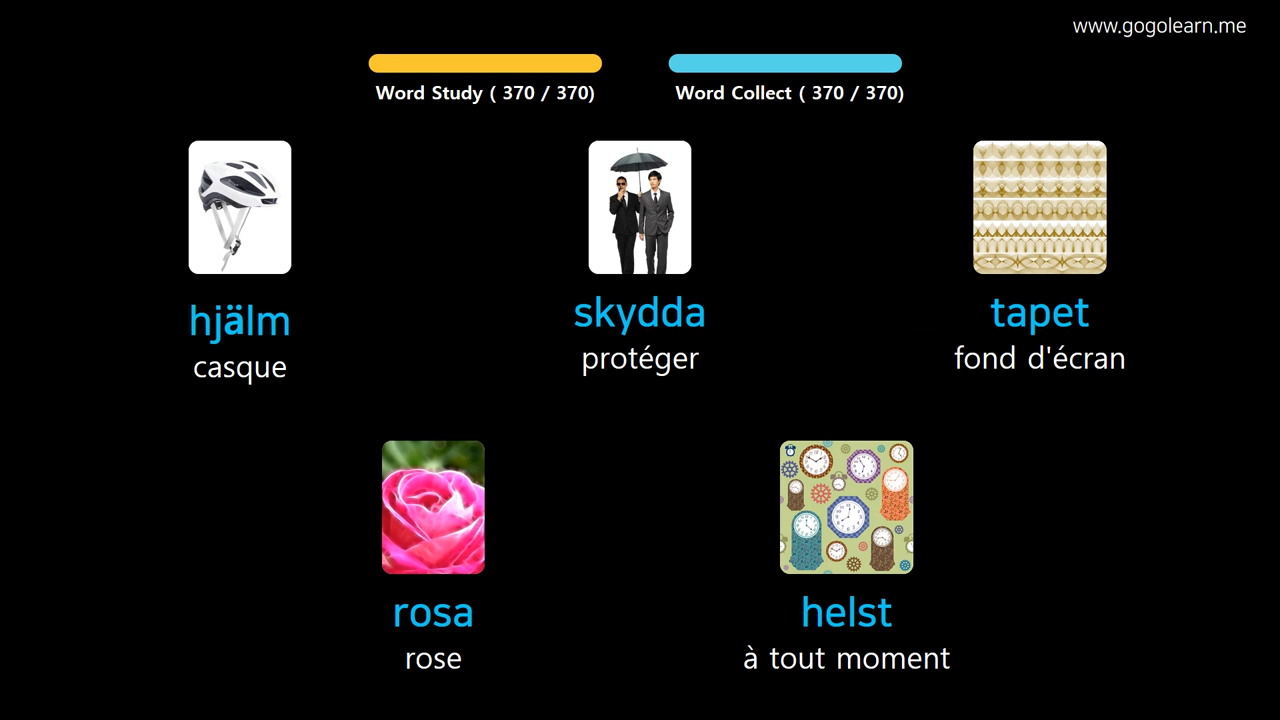 www.gogolearn.me
Word Study ( 370 / 370)
Word Collect ( 370 / 370)
hjälm
casque
skydda
protéger
tapet
fond d'écran
rosa
rose
helst
à tout moment